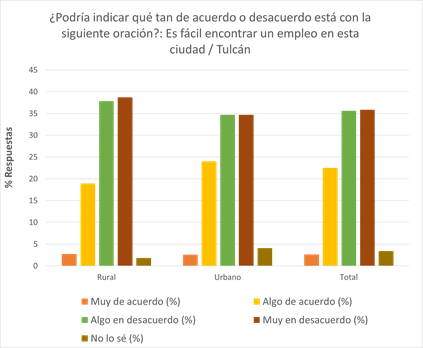 ¿Podría indicar qué tan de acuerdo o desacuerdo está con la
siguiente oración?: Es fácil encontrar un empleo en esta
ciudad / Tulcán
% Respuestas
45
40
35
30
25
20
15
10
5
0
Rural
Urbano
Total
Muy de acuerdo (%)
Algo de acuerdo (%)
Algo en desacuerdo (%)
Muy en desacuerdo (%)
No lo sé (%)